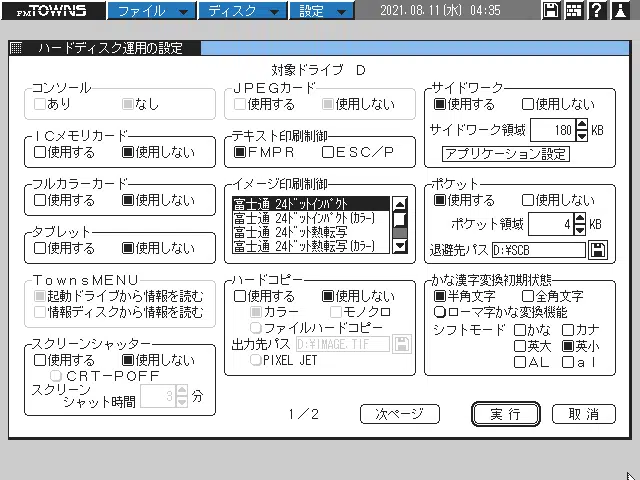 FM TOWNS ファイル ディスク 設定 2021.08.11(水) 04:35
ハードディスク運用の設定
対象ドライブ D
コンソール
あり なし
JPEGカード
使用する 使用しない
サイドワーク
使用する 使用しない
サイドワーク領域 180 KB
アプリケーション設定
ICメモリカード
使用する 使用しない
テキスト印刷制御
FMPR ESC/P
フルカラーカード
使用する 使用しない
タブレット
使用する 使用しない
イメージ印刷制御
富士通 24ドットインパクト
富士通 24ドットインパクト(カラー)
富士通 24ドット熱転写
富士通 24ドット熱転写(カラー)
ポケット
使用する 使用しない
ポケット領域 4 KB
退避先パス D:¥SCB
TownsMENU
起動ドライブから情報を読む
情報ディスクから情報を読む
ハードコピー
使用する 使用しない
カラー モノクロ
ファイルハードコピー
出力先パス D:¥IMAGE.TIF
PIXEL JET
かな漢字変換初期状態
半角文字 全角文字
ローマ字かな変換機能
シフトモード かな カナ
英大 英小
AL al
スクリーンシャッター
使用する 使用しない
CRT-POFF
スクリーン
シャット時間 3 分
1/2 次ページ 実行 取消